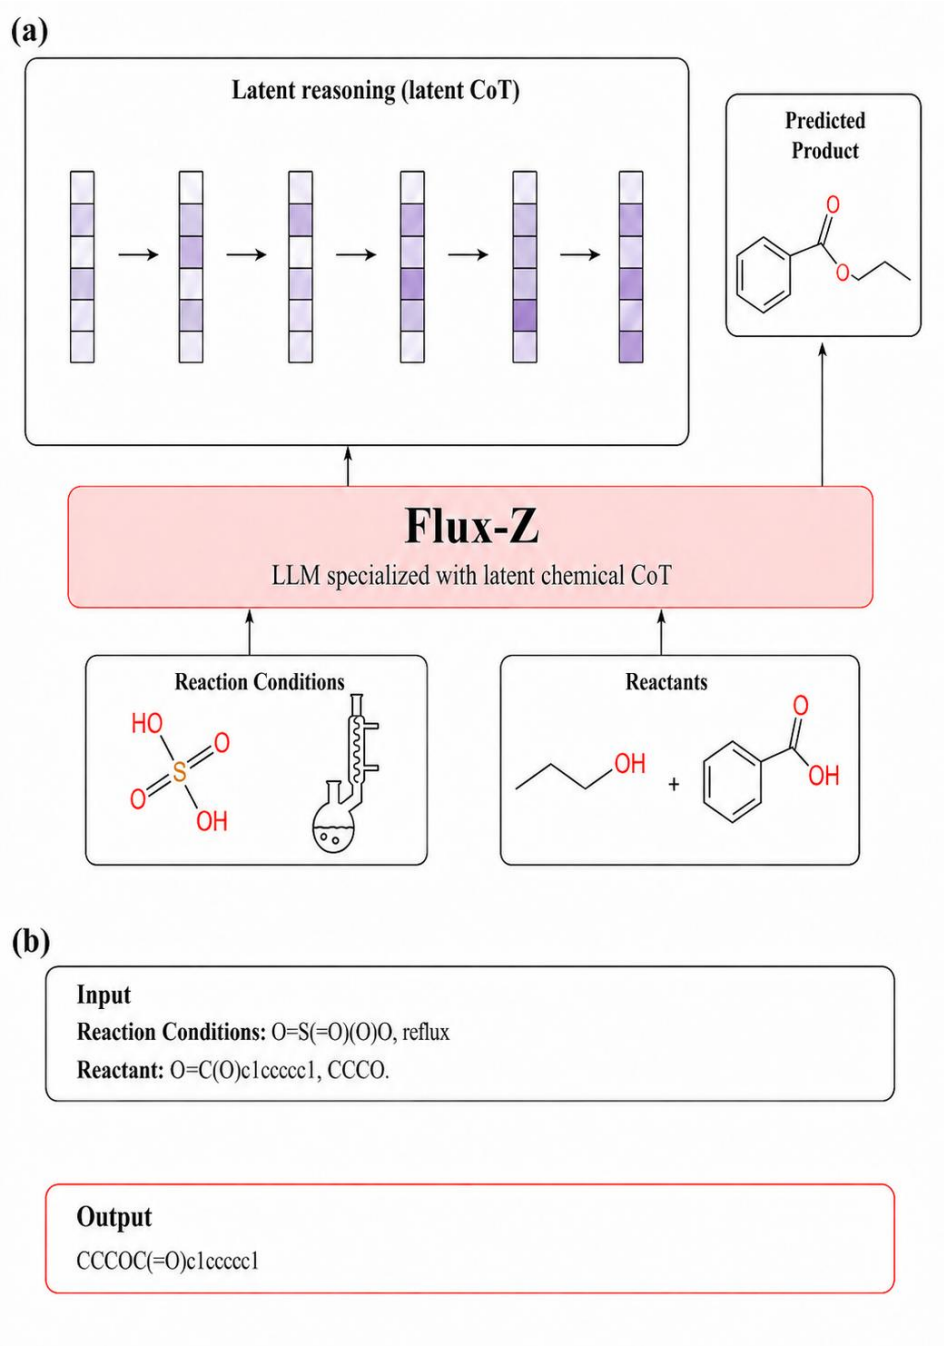 (a)
Latent reasoning (latent CoT)
Predicted
Product
O
O
Flux-Z
LLM specialized with latent chemical CoT
Reaction Conditions
HO
O
S
O
OH
Reactants
OH
+
O
OH
(b)
Input
Reaction Conditions: O=S(=O)(O)O, reflux
Reactant: O=C(O)c1ccccc1, CCCO.
Output
CCCOC(=O)c1ccccc1